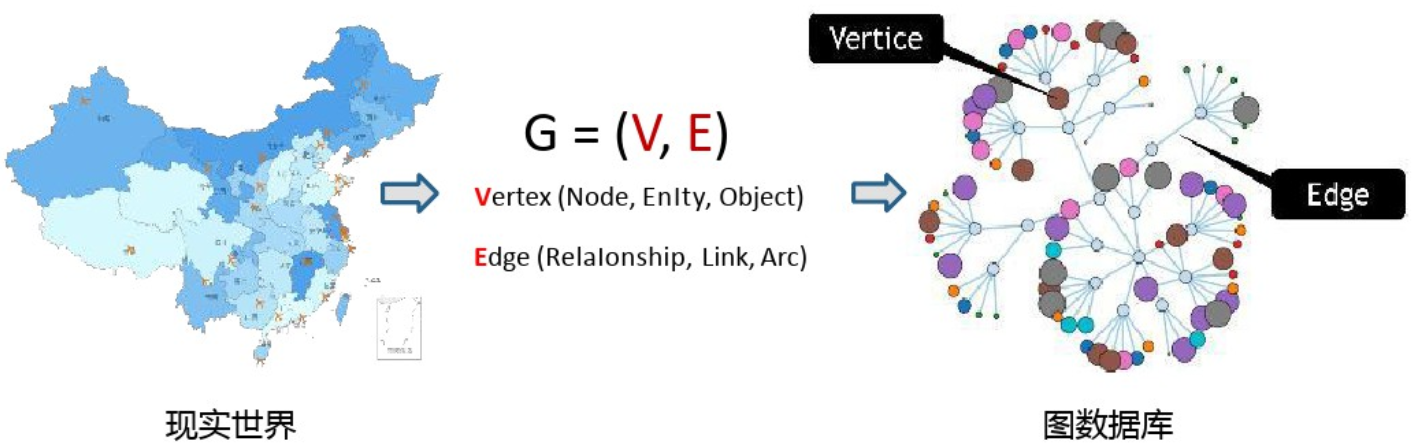 Vertice
G = (V, E)
Vertex (Node, EnIty, Object)
Edge (RelaIonship, Link, Arc)
Edge
现实世界
图数据库